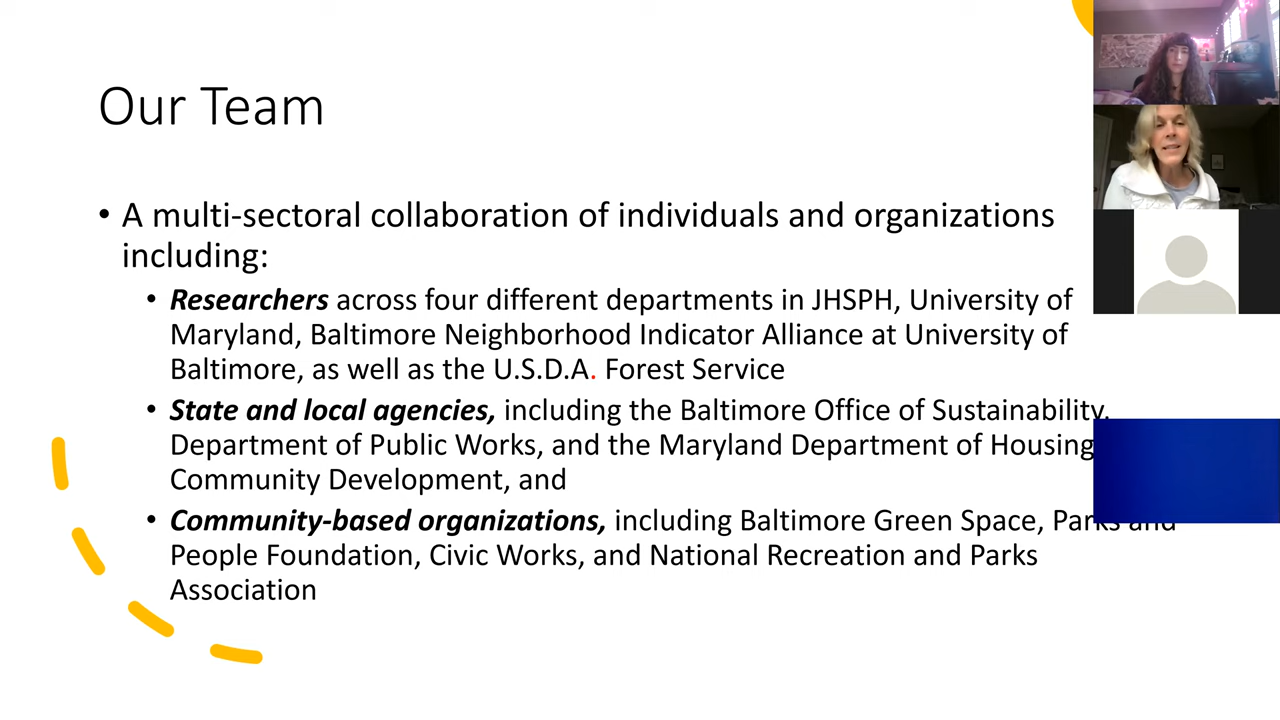 Our Team
• A multi-sectoral collaboration of individuals and organizations
including:
• Researchers across four different departments in JHSPH, University of
Maryland, Baltimore Neighborhood Indicator Alliance at University of
Baltimore, as well as the U.S.D.A. Forest Service
• State and local agencies, including the Baltimore Office of Sustainability,
Department of Public Works, and the Maryland Department of Housing
Community Development, and
• Community-based organizations, including Baltimore Green Space, Parks and
People Foundation, Civic Works, and National Recreation and Parks
Association